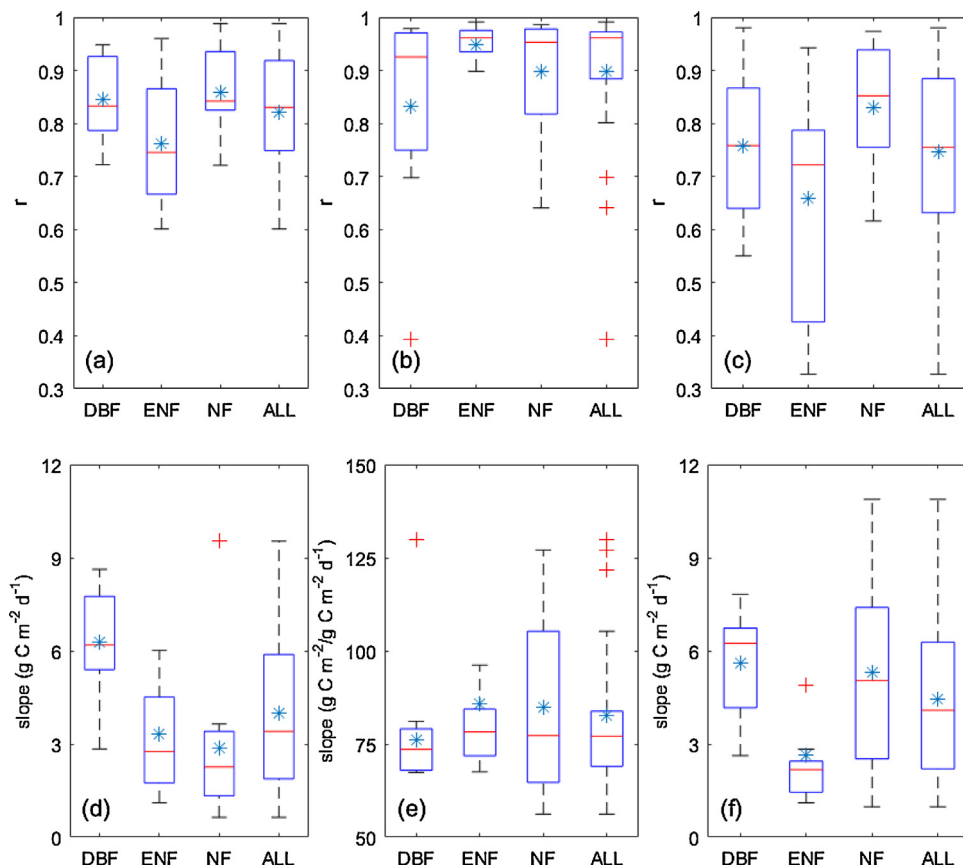 1
0.9
0.8
0.7
0.6
0.5
0.4
0.3
r
(a)
DBF ENF NF ALL
1
0.9
0.8
0.7
0.6
0.5
0.4
0.3
r
(b)
DBF ENF NF ALL
1
0.9
0.8
0.7
0.6
0.5
0.4
0.3
r
(c)
DBF ENF NF ALL
12
9
6
3
0
slope (g C m⁻² d⁻¹)
(d)
DBF ENF NF ALL
150
125
100
75
50
slope (g C m⁻²/g C m⁻² d⁻¹)
(e)
DBF ENF NF ALL
12
9
6
3
0
slope (g C m⁻² d⁻¹)
(f)
DBF ENF NF ALL